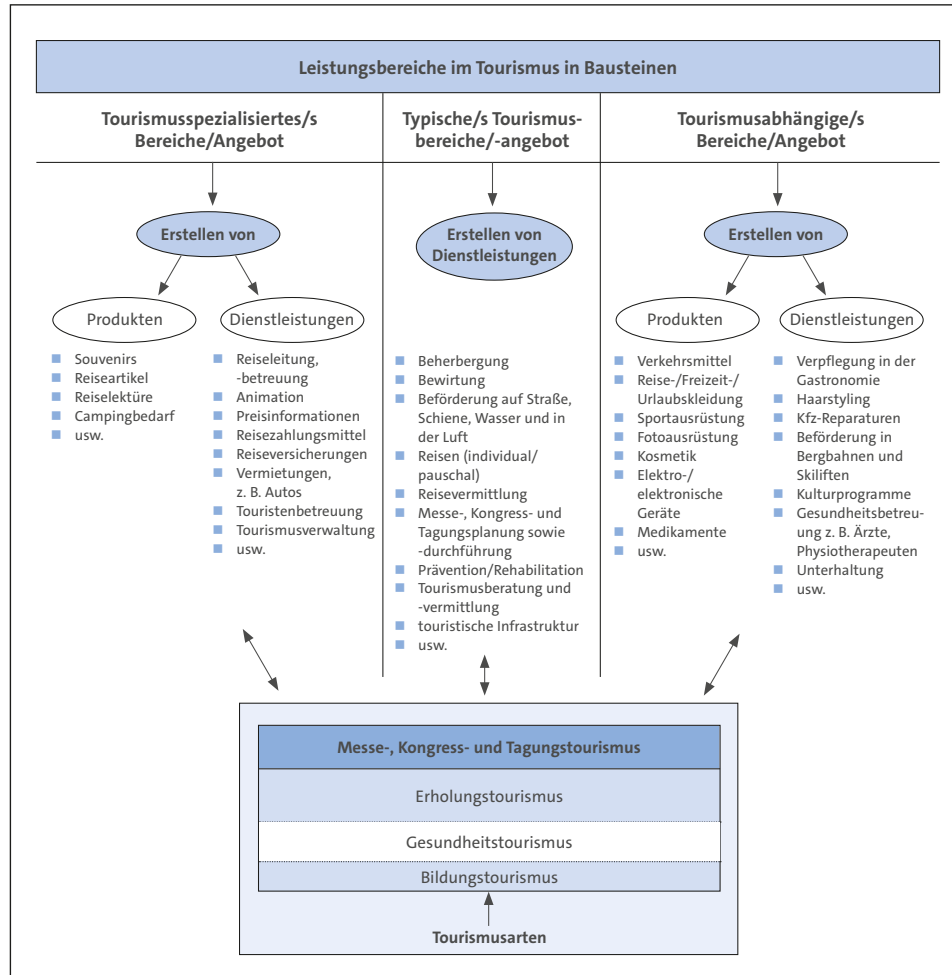 Leistungsbereiche im Tourismus in Bausteinen
Tourismusspezialisiertes/s
Bereiche/Angebot
Erstellen von
Produkten
Souvenirs
Reiseartikel
Reiselektüre
Campingbedarf
usw.
Dienstleistungen
Reiseleitung,
-betreuung
Animation
Preisinformationen
Reisezahlungsmittel
Reiseversicherungen
Vermietungen,
z. B. Autos
Touristenbetreuung
Tourismusverwaltung
usw.
Typische/s Tourismus-
bereiche/-angebot
Erstellen von
Dienstleistungen
Beherbergung
Bewirtung
Beförderung auf Straße,
Schiene, Wasser und in
der Luft
Reisen (individual/
pauschal)
Reisevermittlung
Messe-, Kongress- und
Tagungsplanung sowie
-durchführung
Prävention/Rehabilitation
Tourismusberatung und
-vermittlung
touristische Infrastruktur
usw.
Tourismusabhängige/s
Bereiche/Angebot
Erstellen von
Produkten
Verkehrsmittel
Reise-/Freizeit-/
Urlaubskleidung
Sportausrüstung
Fotoausrüstung
Kosmetik
Elektro-/
elektronische
Geräte
Medikamente
usw.
Dienstleistungen
Verpflegung in der
Gastronomie
Haarstyling
Kfz-Reparaturen
Beförderung in
Bergbahnen und
Skiliften
Kulturprogramme
Gesundheitsbetreu-
ung z. B. Ärzte,
Physiotherapeuten
Unterhaltung
usw.
Messe-, Kongress- und Tagungstourismus
Erholungstourismus
Gesundheitstourismus
Bildungstourismus
Tourismusarten